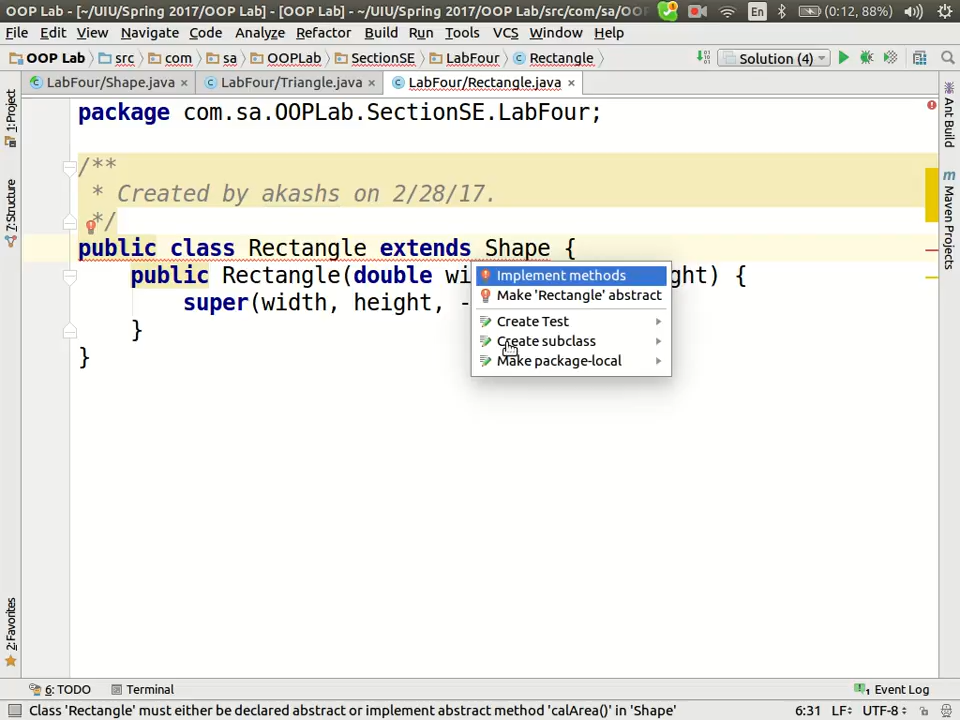 OOP Lab - [~/UIU/Spring 2017/OOP Lab] - [OOP Lab] - ~/UIU/Spring 2017/OOP Lab/src/com/sa/OO
En (0:12, 88%)
File Edit View Navigate Code Analyze Refactor Build Run Tools VCS Window Help
OOP Lab src com sa OOPLab SectionSE LabFour Rectangle Solution (4)
LabFour/Shape.java LabFour/Triangle.java LabFour/Rectangle.java
1:Project
7:Structure
2:Favorites
Ant Build
Maven Projects
package com.sa.OOPLab.SectionSE.LabFour;
/**
* Created by akashs on 2/28/17.
*/
public class Rectangle extends Shape {
public Rectangle(double wi ght) {
super(width, height, -
}
}
Implement methods
Make 'Rectangle' abstract
Create Test
Create subclass
Make package-local
6: TODO Terminal 1 Event Log
Class 'Rectangle' must either be declared abstract or implement abstract method 'calArea()' in 'Shape' 6:31 LF UTF-8